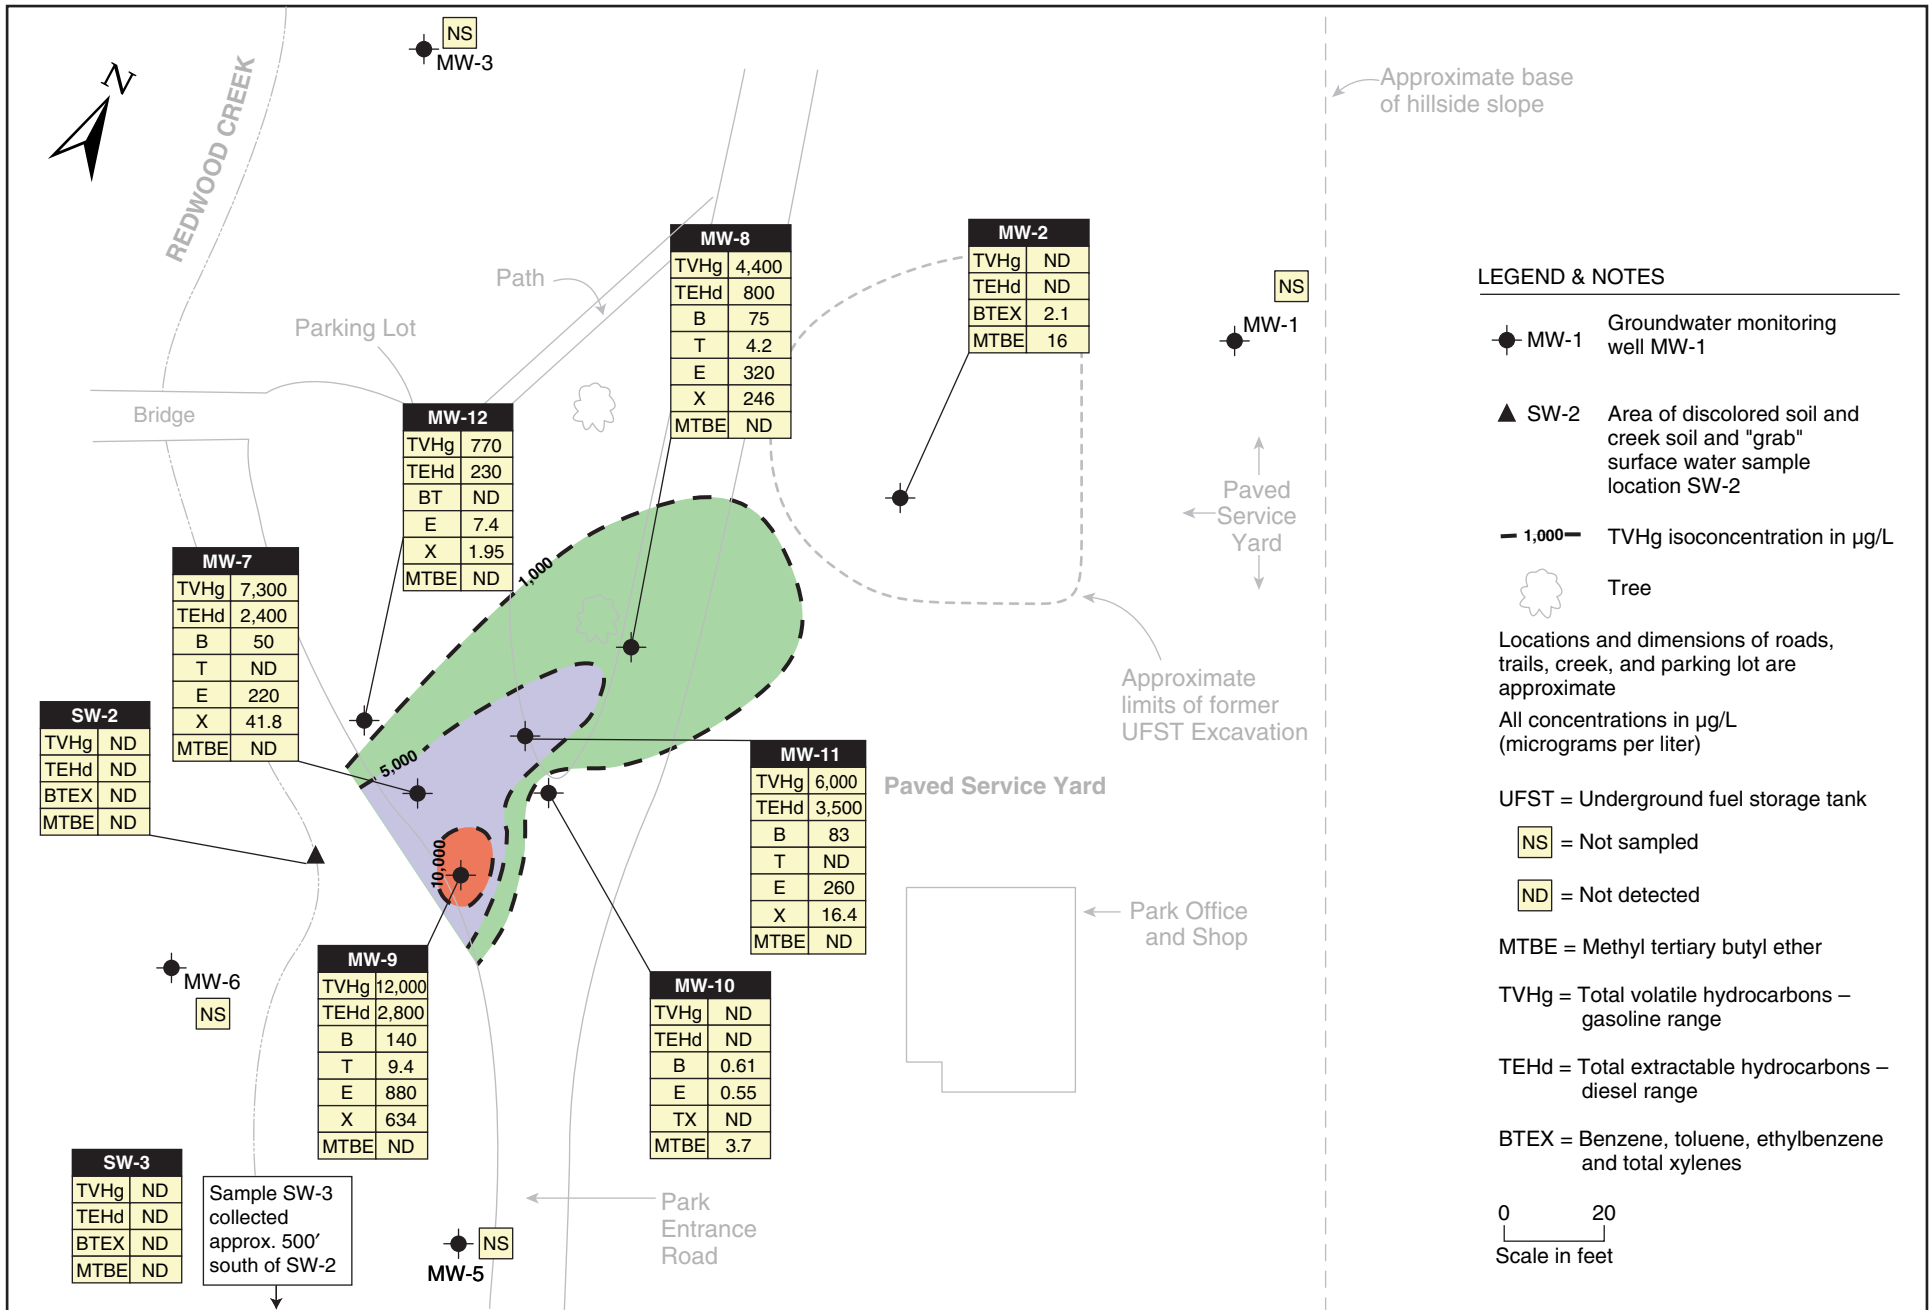 NS
MW-3
N
REDWOOD CREEK
Approximate base
of hillside slope
Path
Parking Lot
Bridge
MW-8
TVHg 4,400
TEHd 800
B 75
T 4.2
E 320
X 246
MTBE ND
MW-2
TVHg ND
TEHd ND
BTEX 2.1
MTBE 16
NS
MW-1
MW-12
TVHg 770
TEHd 230
BT ND
E 7.4
X 1.95
MTBE ND
Paved
Service
Yard
MW-7
TVHg 7,300
TEHd 2,400
B 50
T ND
E 220
X 41.8
MTBE ND
1,000
5,000
10,000
SW-2
TVHg ND
TEHd ND
BTEX ND
MTBE ND
Approximate
limits of former
UFST Excavation
MW-11
TVHg 6,000
TEHd 3,500
B 83
T ND
E 260
X 16.4
MTBE ND
Paved Service Yard
Park Office
and Shop
MW-6
NS
MW-9
TVHg 12,000
TEHd 2,800
B 140
T 9.4
E 880
X 634
MTBE ND
MW-10
TVHg ND
TEHd ND
B 0.61
E 0.55
TX ND
MTBE 3.7
SW-3
TVHg ND
TEHd ND
BTEX ND
MTBE ND
Sample SW-3
collected
approx. 500′
south of SW-2
NS
MW-5
Park
Entrance
Road
LEGEND & NOTES
MW-1 Groundwater monitoring
well MW-1
SW-2 Area of discolored soil and
creek soil and "grab"
surface water sample
location SW-2
1,000 TVHg isoconcentration in µg/L
Tree
Locations and dimensions of roads,
trails, creek, and parking lot are
approximate
All concentrations in µg/L
(micrograms per liter)
UFST = Underground fuel storage tank
NS = Not sampled
ND = Not detected
MTBE = Methyl tertiary butyl ether
TVHg = Total volatile hydrocarbons –
gasoline range
TEHd = Total extractable hydrocarbons –
diesel range
BTEX = Benzene, toluene, ethylbenzene
and total xylenes
0 20
Scale in feet